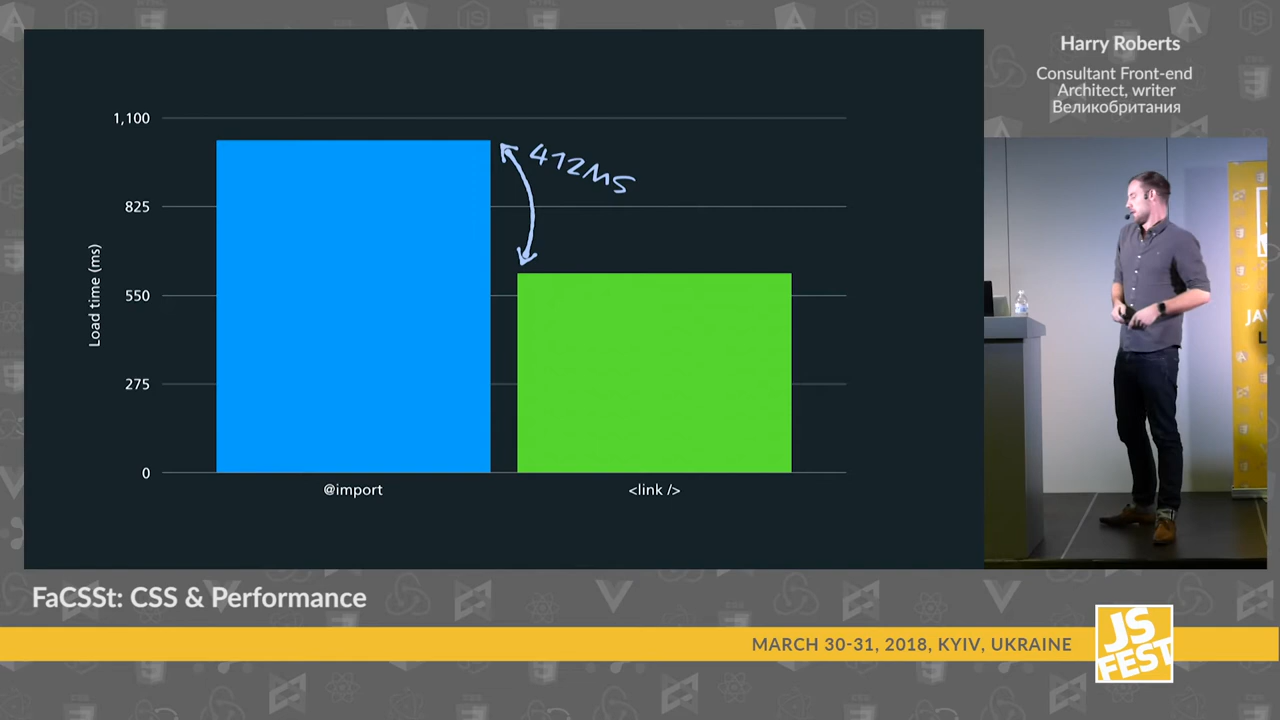 Harry Roberts
Consultant Front-end
Architect, writer
Великобритания
1,100
825
550
275
0
Load time (ms)
412MS
@import
<link />
FaCSSt: CSS & Performance
MARCH 30-31, 2018, KYIV, UKRAINE
JS
FEST